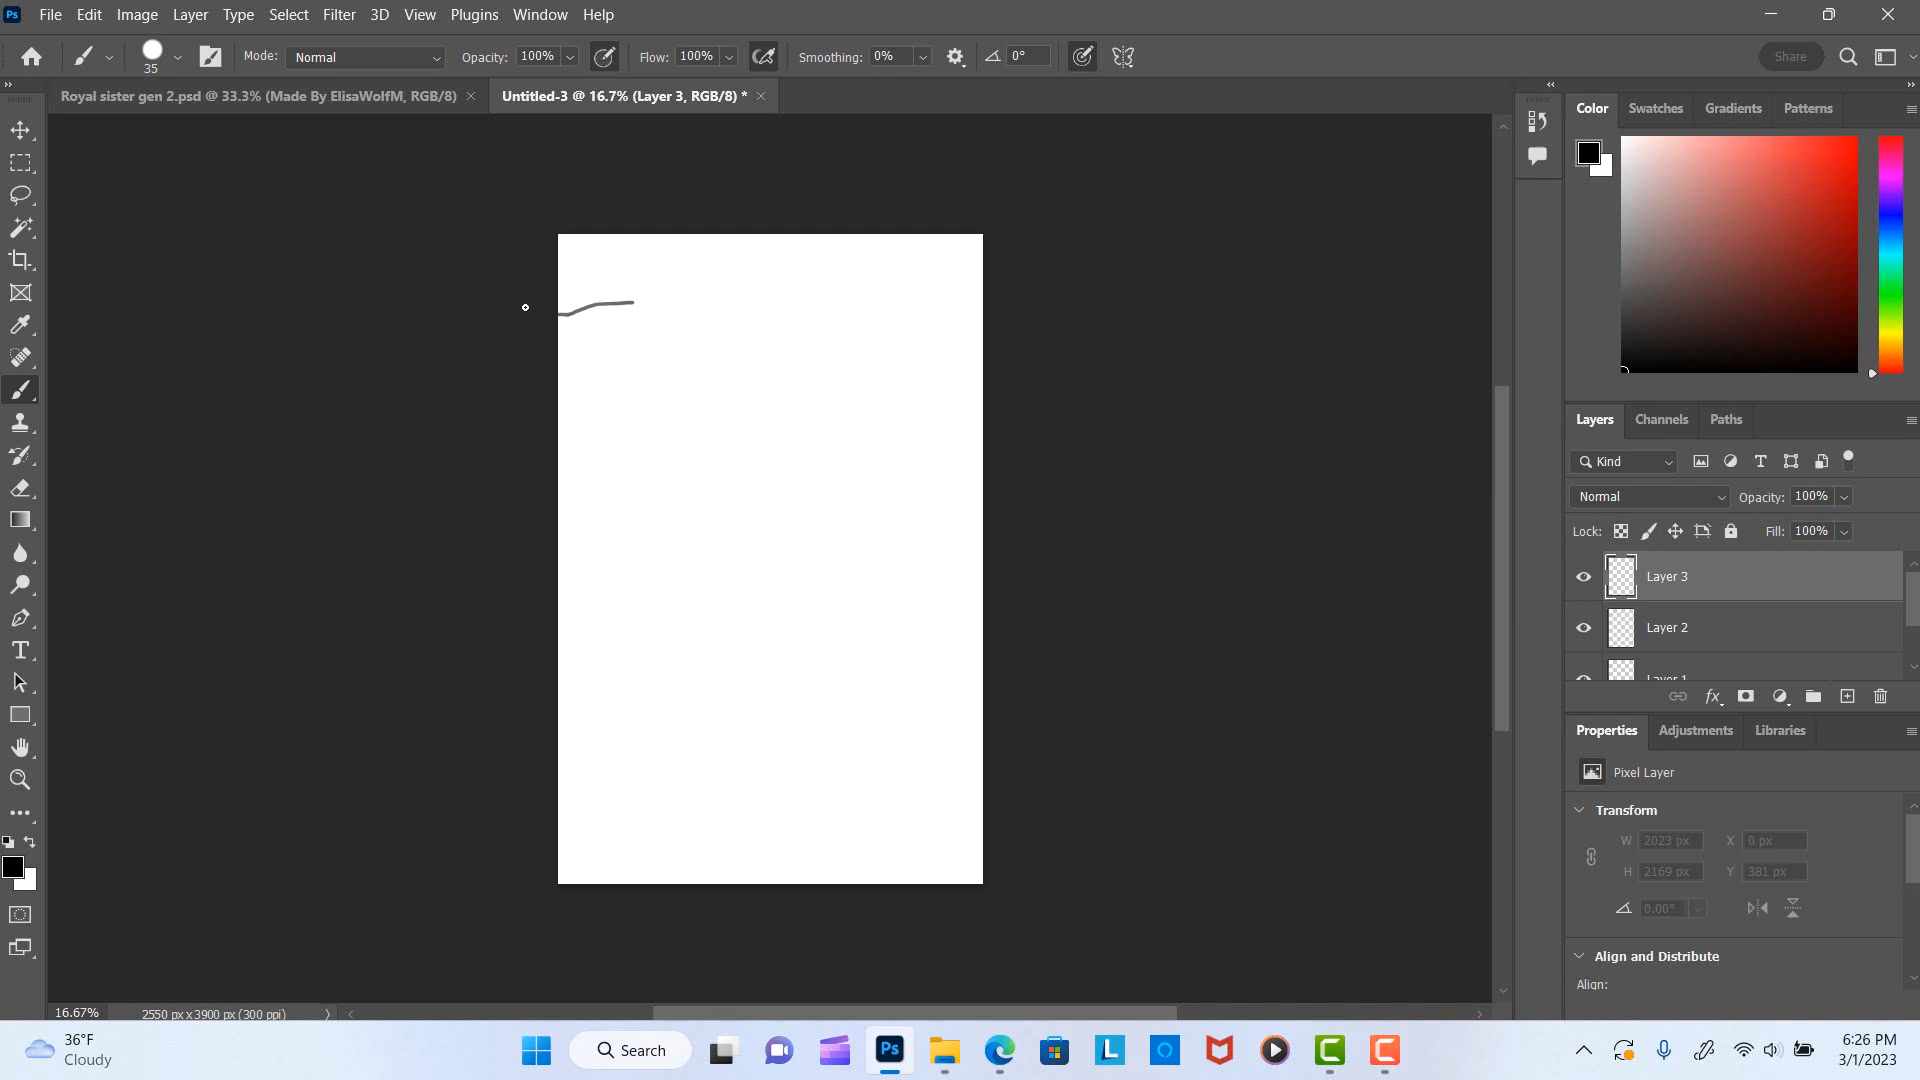 Ps File Edit Image Layer Type Select Filter 3D View Plugins Window Help
35 Mode: Normal Opacity: 100% Flow: 100% Smoothing: 0% 0° Share
Royal sister gen 2.psd @ 33.3% (Made By ElisaWolfM, RGB/8) × Untitled-3 @ 16.7% (Layer 3, RGB/8) * ×
Color Swatches Gradients Patterns
Layers Channels Paths
Kind
Normal Opacity: 100%
Lock: Fill: 100%
Layer 3
Layer 2
Layer 1
fx
Properties Adjustments Libraries
Pixel Layer
Transform
W 2023 px X 0 px
H 2169 px Y 381 px
0.00°
Align and Distribute
Align:
16.67% 2550 px x 3900 px (300 ppi)
36°F
Cloudy
Search
Ps
L
6:26 PM
3/1/2023